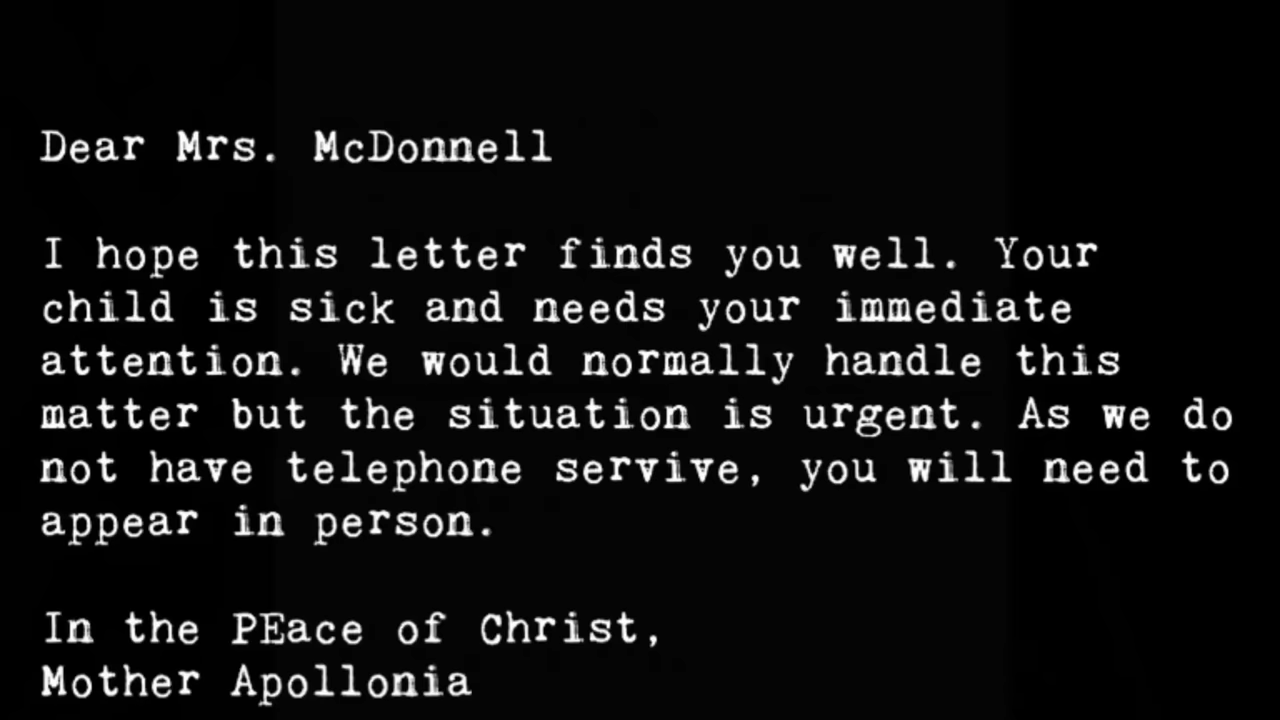 Dear Mrs. McDonnell
I hope this letter finds you well. Your
child is sick and needs your immediate
attention. We would normally handle this
matter but the situation is urgent. As we do
not have telephone servive, you will need to
appear in person.
In the PEace of Christ,
Mother Apollonia